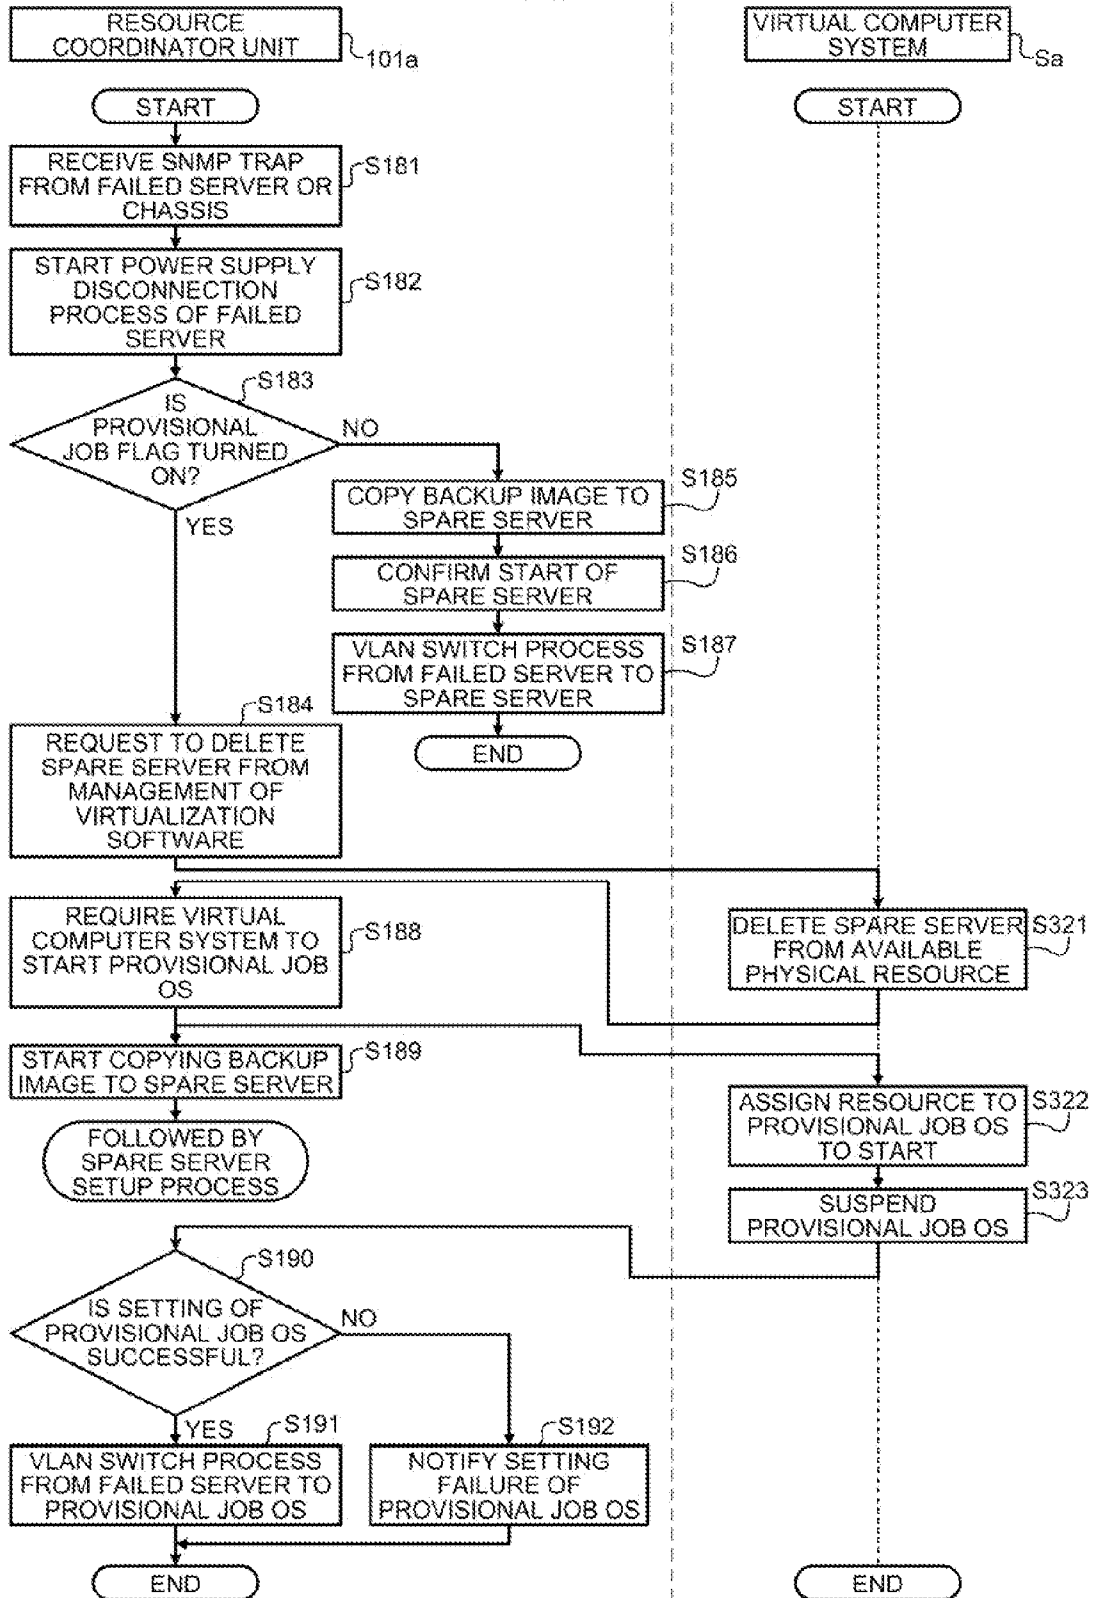 RESOURCE
COORDINATOR UNIT
101a
VIRTUAL COMPUTER
SYSTEM
Sa
START
START
RECEIVE SNMP TRAP
FROM FAILED SERVER OR
CHASSIS
S181
START POWER SUPPLY
DISCONNECTION
PROCESS OF FAILED
SERVER
S182
S183
IS
PROVISIONAL
JOB FLAG TURNED
ON?
NO
YES
COPY BACKUP IMAGE TO
SPARE SERVER
S185
CONFIRM START OF
SPARE SERVER
S186
VLAN SWITCH PROCESS
FROM FAILED SERVER TO
SPARE SERVER
S187
END
S184
REQUEST TO DELETE
SPARE SERVER FROM
MANAGEMENT OF
VIRTUALIZATION
SOFTWARE
DELETE SPARE SERVER
FROM AVAILABLE
PHYSICAL RESOURCE
S321
REQUIRE VIRTUAL
COMPUTER SYSTEM TO
START PROVISIONAL JOB
OS
S188
START COPYING BACKUP
IMAGE TO SPARE SERVER
S189
FOLLOWED BY
SPARE SERVER
SETUP PROCESS
ASSIGN RESOURCE TO
PROVISIONAL JOB OS
TO START
S322
SUSPEND
PROVISIONAL JOB OS
S323
S190
IS SETTING OF
PROVISIONAL JOB OS
SUCCESSFUL?
NO
YES
S191
VLAN SWITCH PROCESS
FROM FAILED SERVER TO
PROVISIONAL JOB OS
S192
NOTIFY SETTING
FAILURE OF
PROVISIONAL JOB OS
END
END